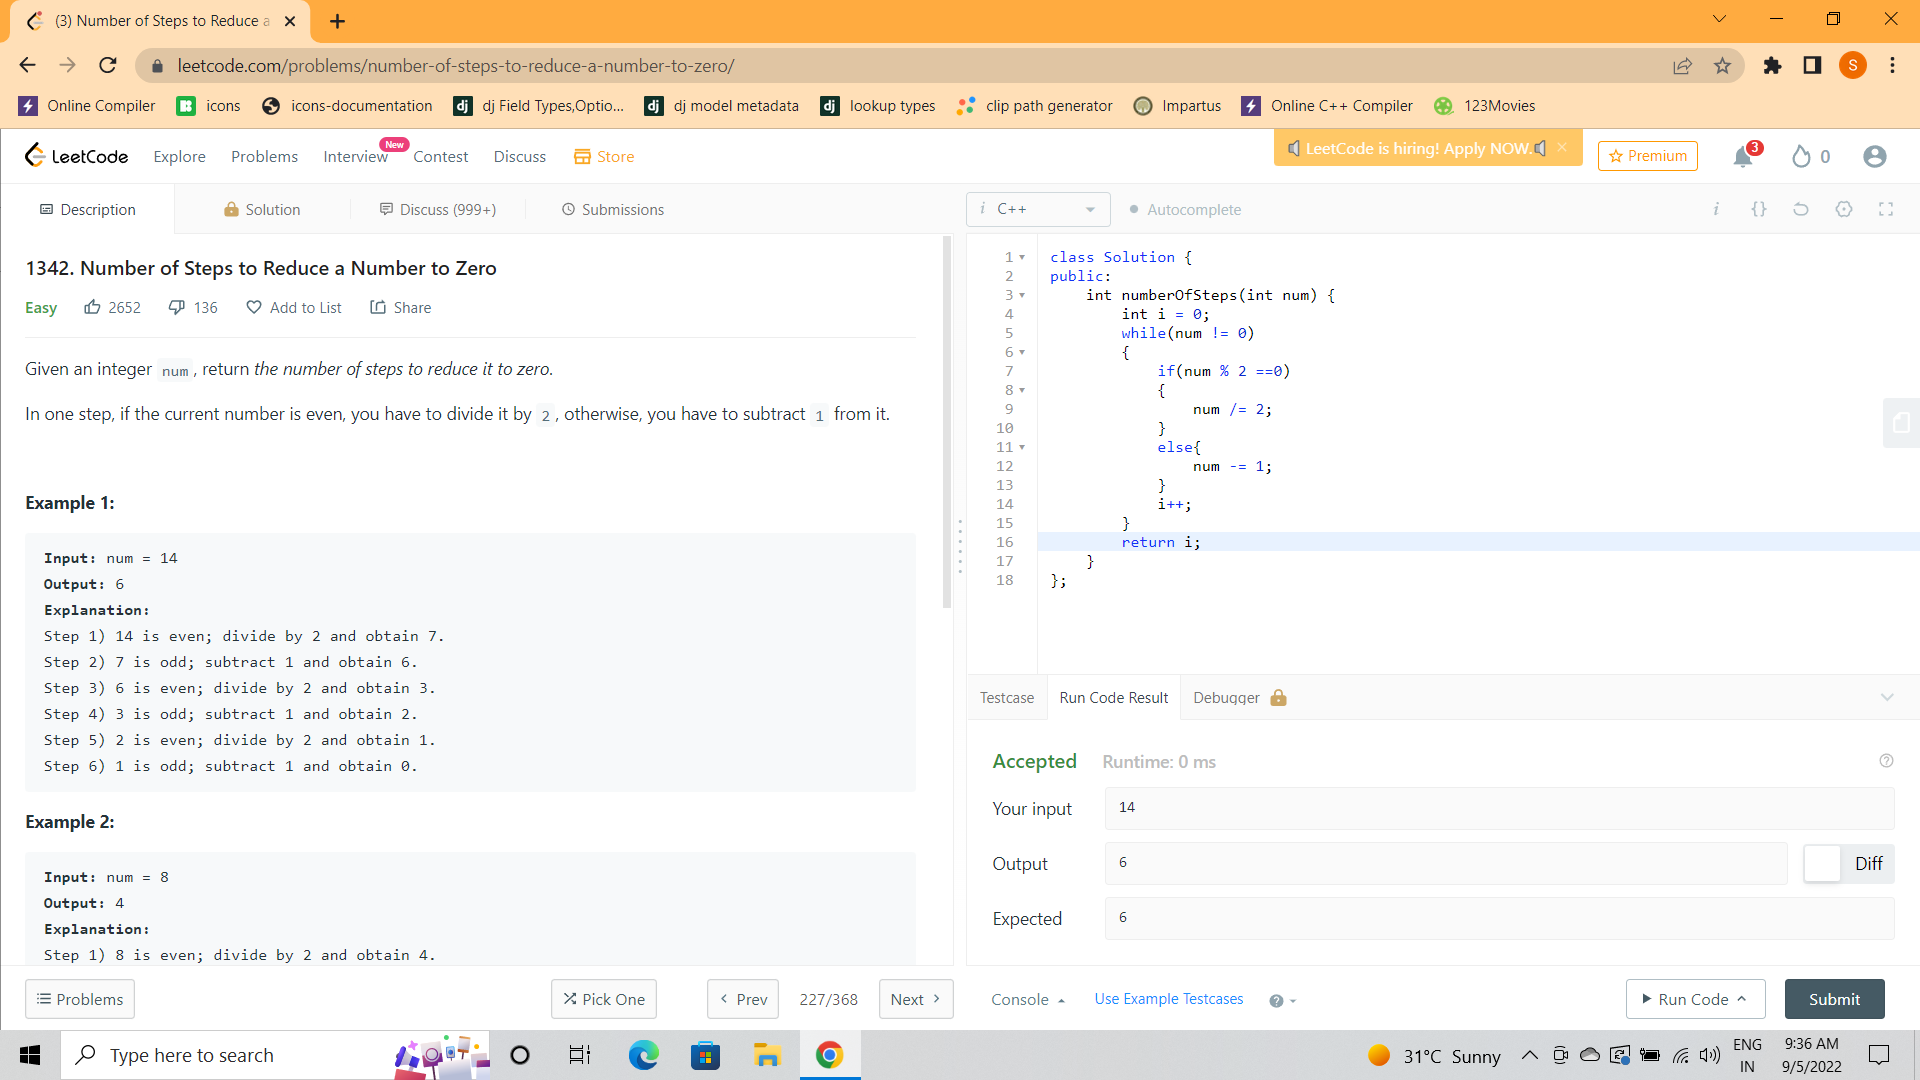 (3) Number of Steps to Reduce a
leetcode.com/problems/number-of-steps-to-reduce-a-number-to-zero/
S
Online Compiler icons icons-documentation dj dj Field Types,Optio... dj dj model metadata dj lookup types clip path generator Impartus Online C++ Compiler 123Movies
LeetCode Explore Problems Interview New Contest Discuss Store
LeetCode is hiring! Apply NOW. ×
Premium 3 0
Description Solution Discuss (999+) Submissions
i C++ Autocomplete i {}
1342. Number of Steps to Reduce a Number to Zero
Easy 2652 136 Add to List Share
Given an integer num , return the number of steps to reduce it to zero.
In one step, if the current number is even, you have to divide it by 2 , otherwise, you have to subtract 1 from it.
Example 1:
Input: num = 14
Output: 6
Explanation:
Step 1) 14 is even; divide by 2 and obtain 7.
Step 2) 7 is odd; subtract 1 and obtain 6.
Step 3) 6 is even; divide by 2 and obtain 3.
Step 4) 3 is odd; subtract 1 and obtain 2.
Step 5) 2 is even; divide by 2 and obtain 1.
Step 6) 1 is odd; subtract 1 and obtain 0.
Example 2:
Input: num = 8
Output: 4
Explanation:
Step 1) 8 is even; divide by 2 and obtain 4.
1 class Solution {
2 public:
3 int numberOfSteps(int num) {
4 int i = 0;
5 while(num != 0)
6 {
7 if(num % 2 ==0)
8 {
9 num /= 2;
10 }
11 else{
12 num -= 1;
13 }
14 i++;
15 }
16 return i;
17 }
18 };
Testcase Run Code Result Debugger
Accepted Runtime: 0 ms
Your input 14
Output 6 Diff
Expected 6
Problems Pick One Prev 227/368 Next
Console Use Example Testcases Run Code Submit
Type here to search
31°C Sunny
ENG
IN
9:36 AM
9/5/2022